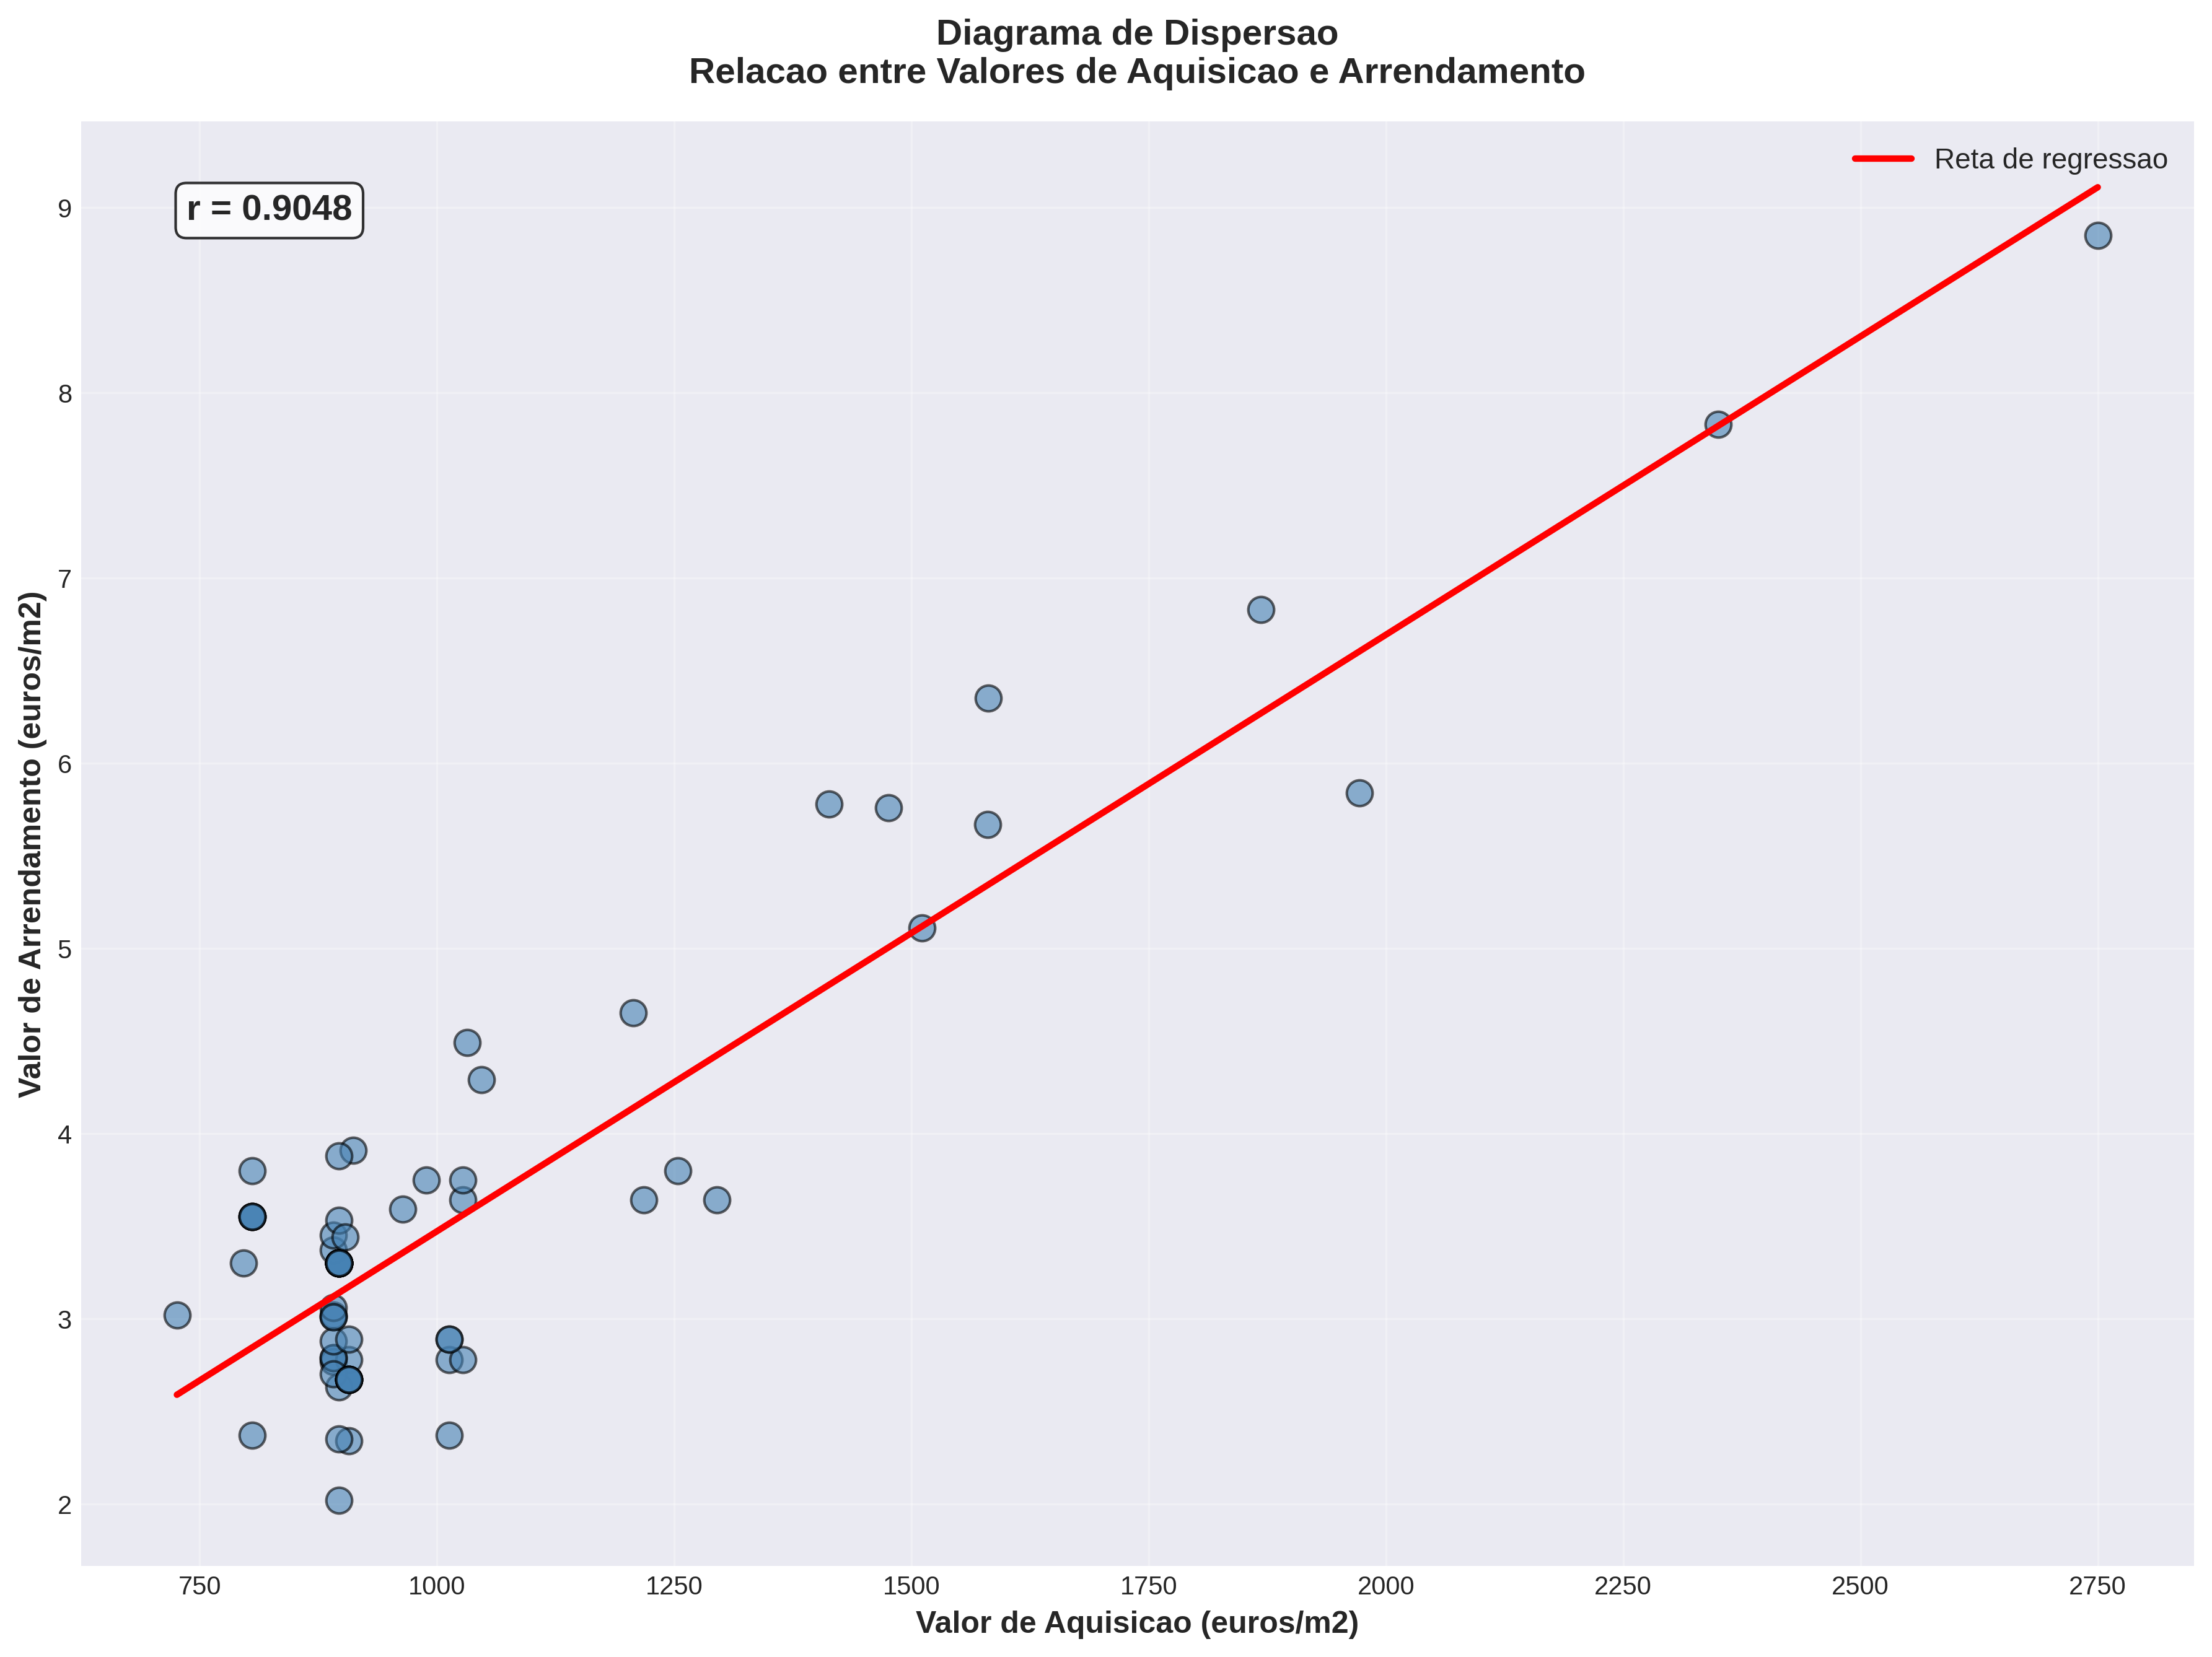 Diagrama de Dispersao
Relacao entre Valores de Aquisicao e Arrendamento
Reta de regressao
r = 0.9048
Valor de Arrendamento (euros/m2)
9
8
7
6
5
4
3
2
750 1000 1250 1500 1750 2000 2250 2500 2750
Valor de Aquisicao (euros/m2)